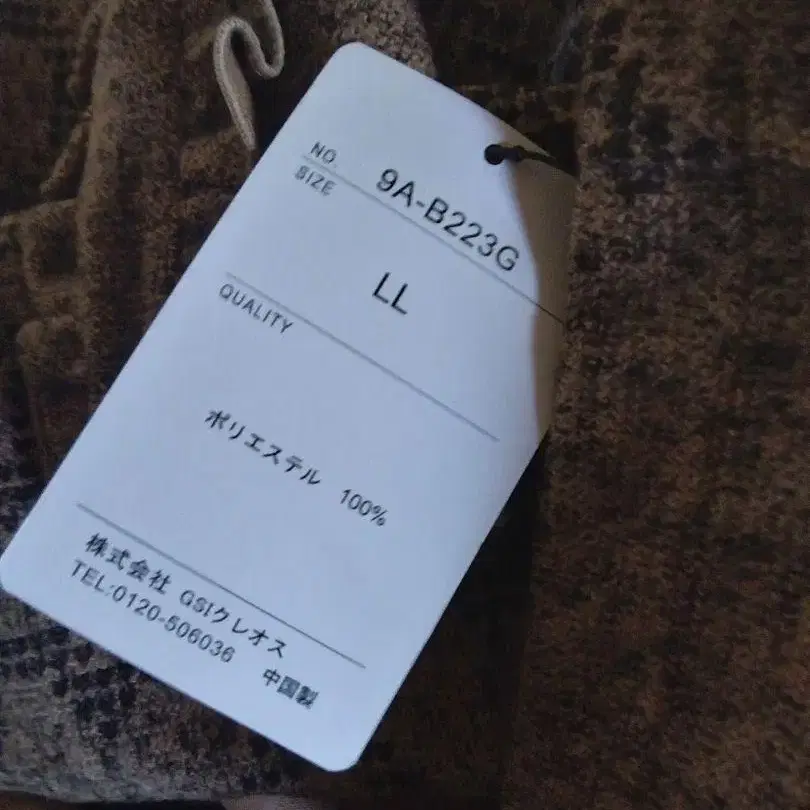 NO. 9A-B223G
SIZE
LL
QUALITY
ポリエステル 100%
株式会社 GSIクレオス
TEL:0120-506036 中国製